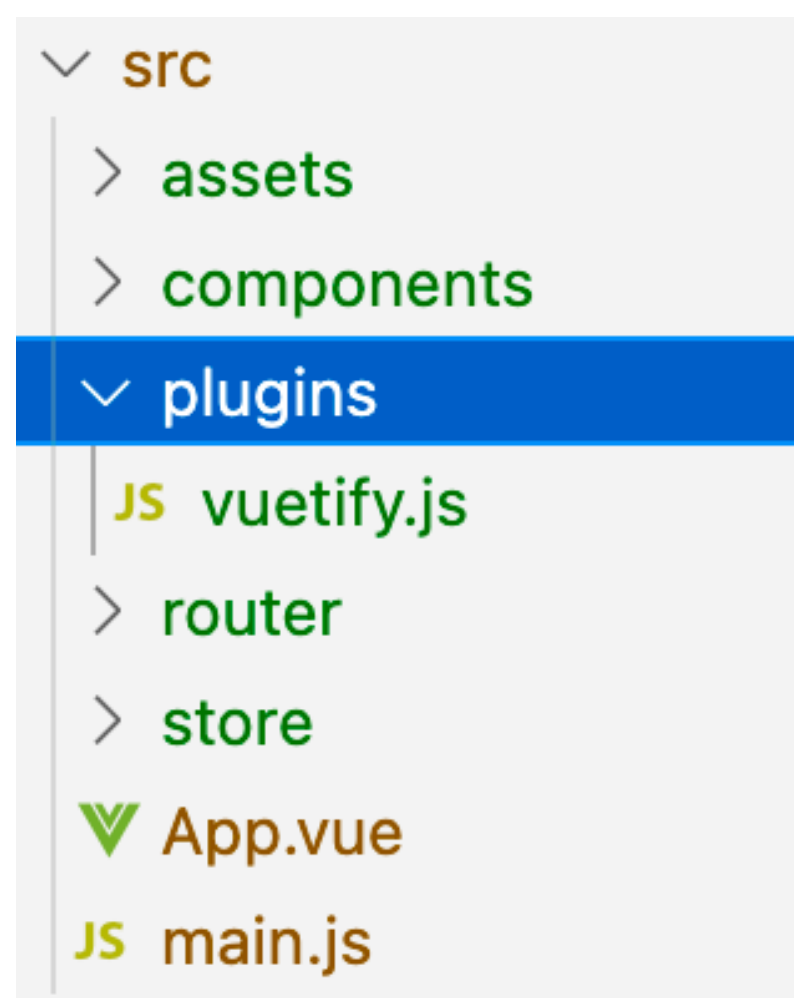 src
assets
components
plugins
JS vuetify.js
router
store
App.vue
JS main.js